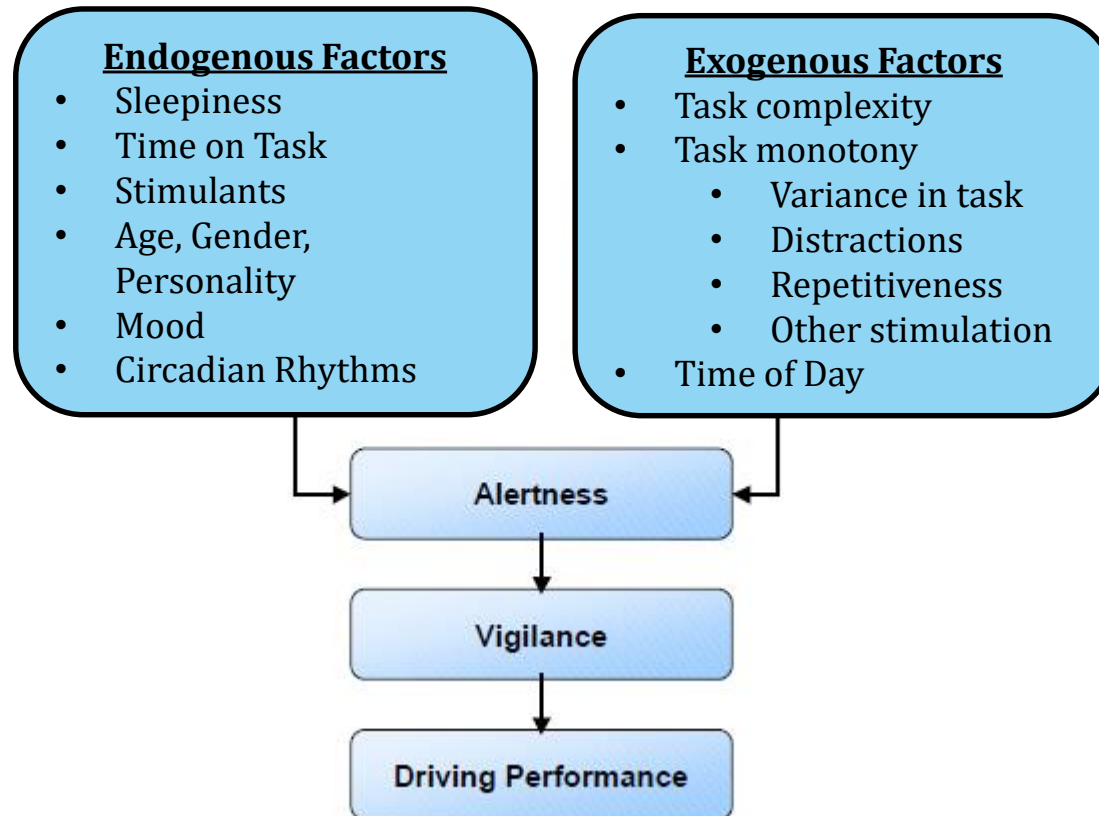 Endogenous Factors
• Sleepiness
• Time on Task
• Stimulants
• Age, Gender,
Personality
• Mood
• Circadian Rhythms
Exogenous Factors
• Task complexity
• Task monotony
• Variance in task
• Distractions
• Repetitiveness
• Other stimulation
• Time of Day
Alertness
Vigilance
Driving Performance